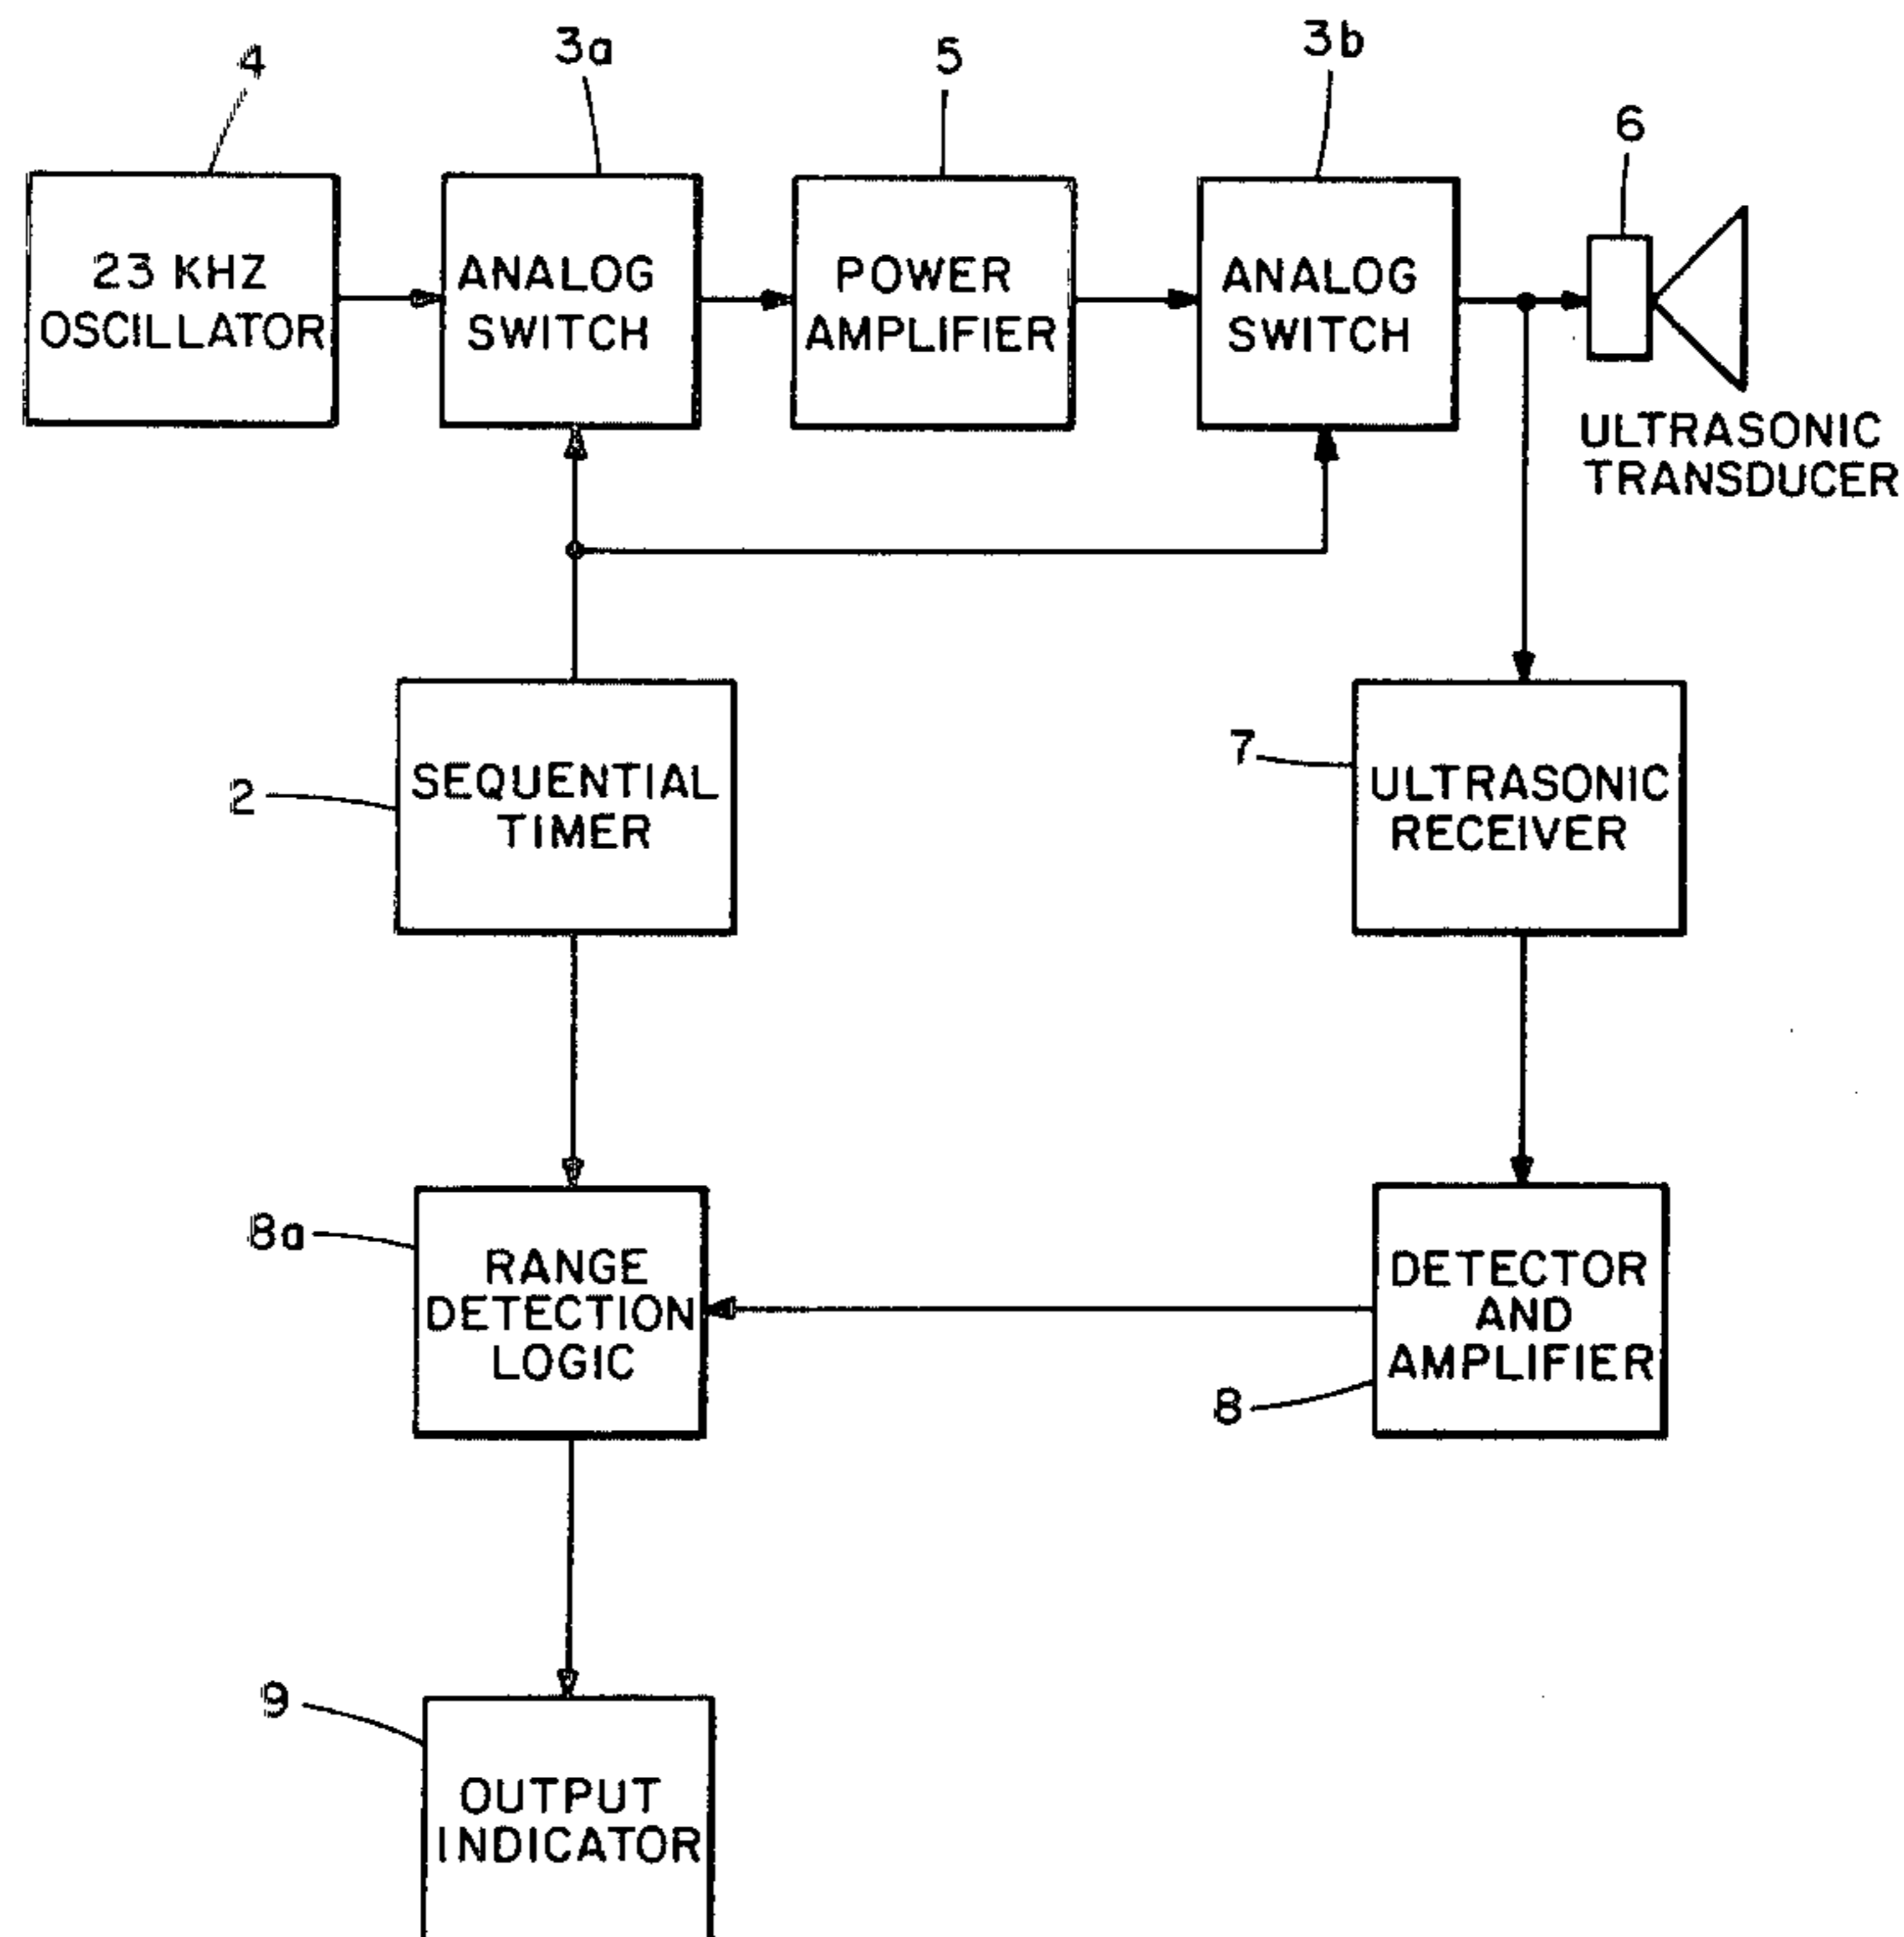 4
3a
5
3b
6
23 KHZ
OSCILLATOR
ANALOG
SWITCH
POWER
AMPLIFIER
ANALOG
SWITCH
ULTRASONIC
TRANSDUCER
2
SEQUENTIAL
TIMER
7
ULTRASONIC
RECEIVER
8a
RANGE
DETECTION
LOGIC
DETECTOR
AND
AMPLIFIER
8
9
OUTPUT
INDICATOR